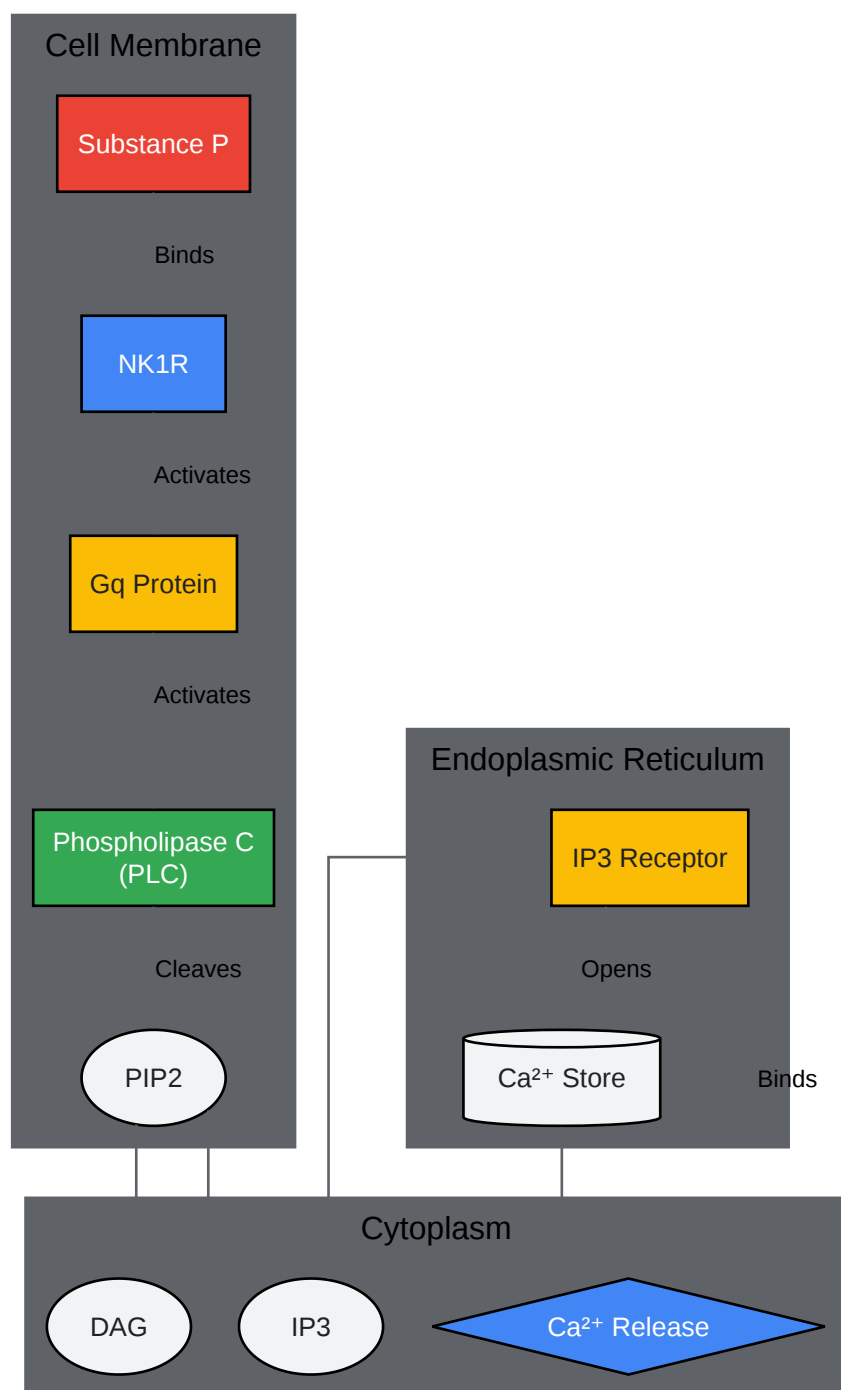 Cell Membrane
Substance P
Binds
NK1R
Activates
Gq Protein
Activates
Phospholipase C
(PLC)
Cleaves
PIP2
Endoplasmic Reticulum
IP3 Receptor
Opens
Ca²⁺ Store
Binds
Cytoplasm
DAG
IP3
Ca²⁺ Release